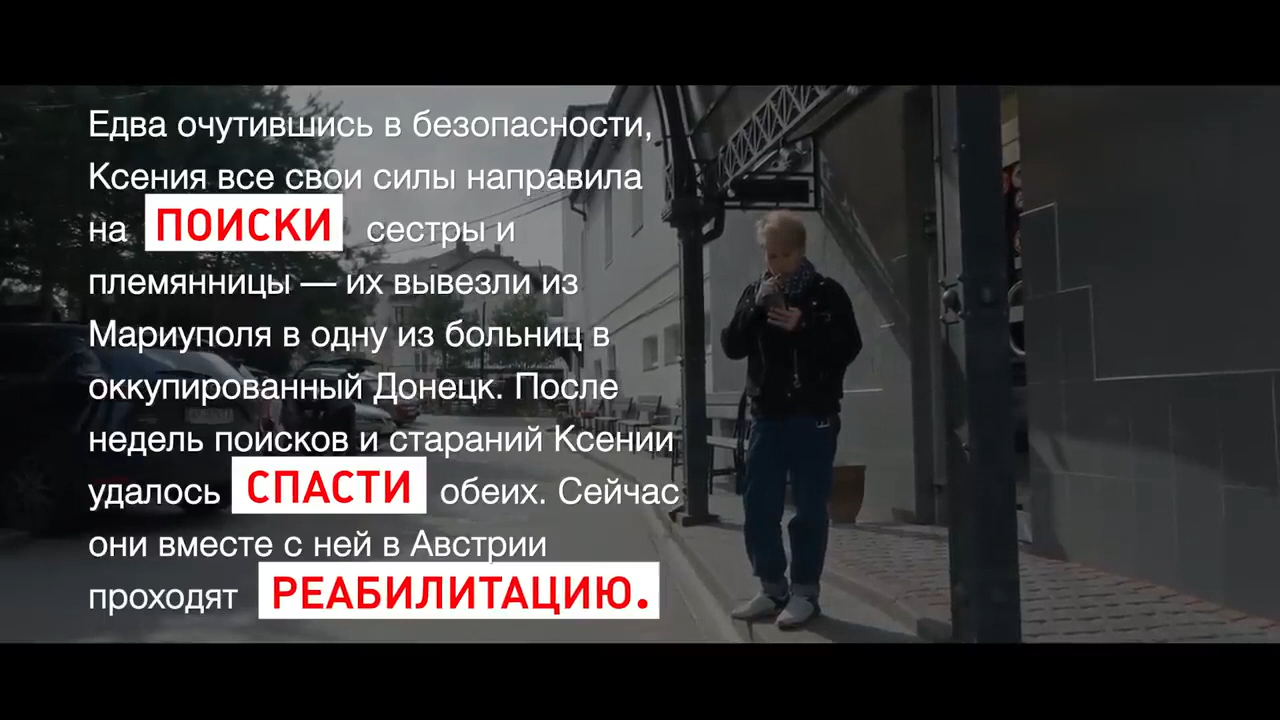 Едва очутившись в безопасности,
Ксения все свои силы направила
на ПОИСКИ сестры и
племянницы — их вывезли из
Мариуполя в одну из больниц в
оккупированный Донецк. После
недель поисков и стараний Ксении
удалось СПАСТИ обеих. Сейчас
они вместе с ней в Австрии
проходят РЕАБИЛИТАЦИЮ.